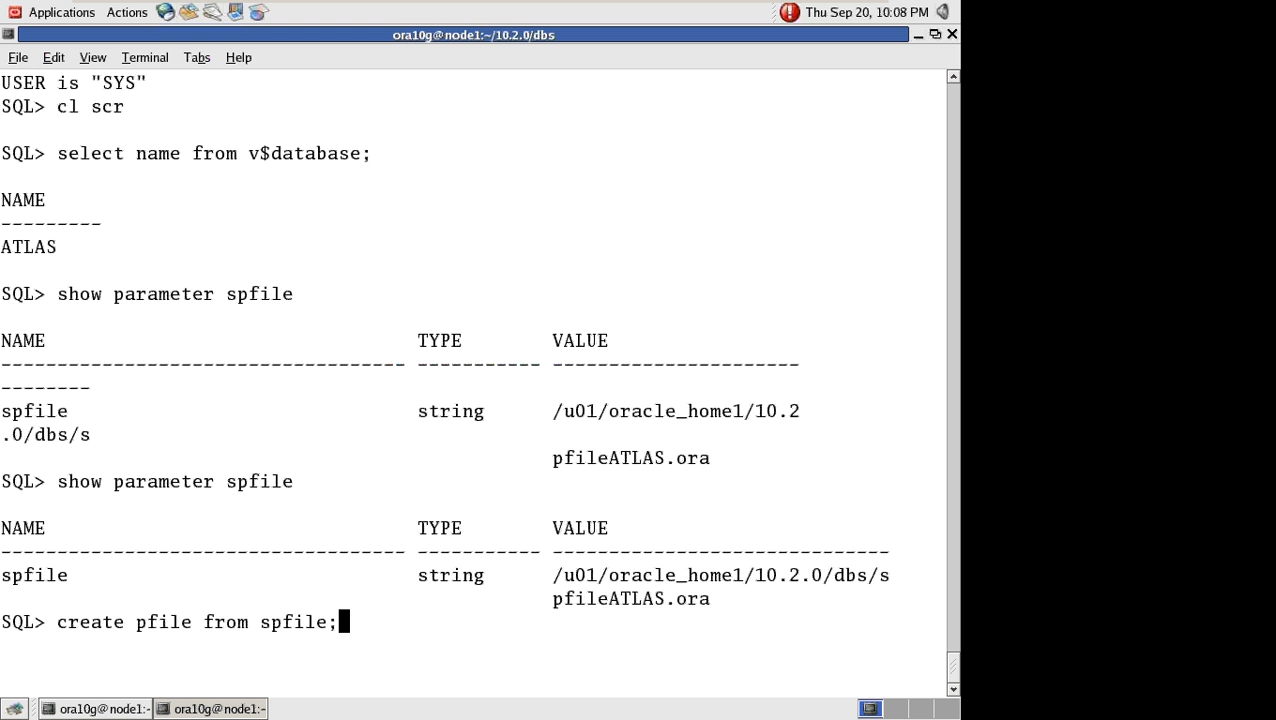 Applications Actions Thu Sep 20, 10:08 PM
ora10g@node1:~/10.2.0/dbs
File Edit View Terminal Tabs Help
USER is "SYS"
SQL> cl scr
SQL> select name from v$database;
NAME
---------
ATLAS
SQL> show parameter spfile
NAME TYPE VALUE
------------------------------------ ----------- ----------------------
--------
spfile string /u01/oracle_home1/10.2
.0/dbs/s
pfileATLAS.ora
SQL> show parameter spfile
NAME TYPE VALUE
------------------------------------ ----------- ------------------------------
spfile string /u01/oracle_home1/10.2.0/dbs/s
pfileATLAS.ora
SQL> create pfile from spfile;
ora10g@node1:- ora10g@node1:-